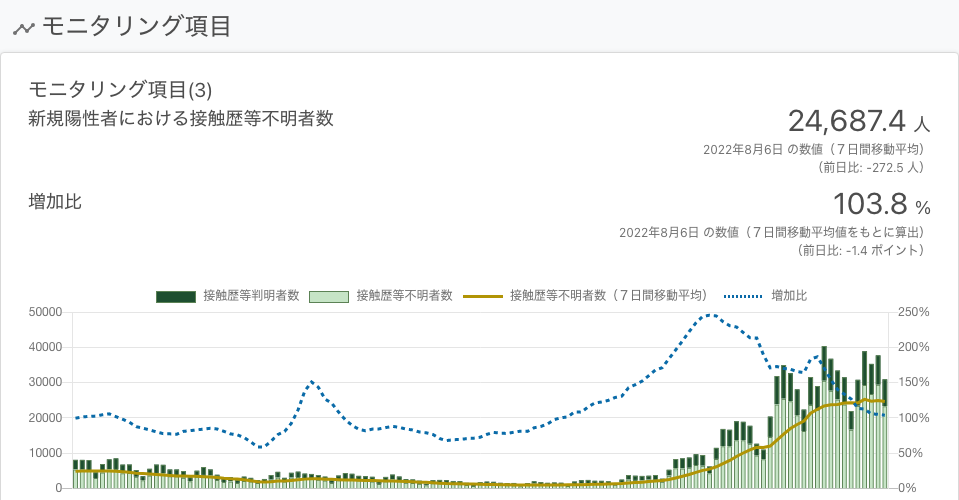 モニタリング項目
モニタリング項目(3)
新規陽性者における接触歴等不明者数
24,687.4 人
2022年8月6日 の数値（７日間移動平均）
（前日比: -272.5 人）
増加比
103.8 %
2022年8月6日 の数値（７日間移動平均値をもとに算出）
（前日比: -1.4 ポイント）
接触歴等判明者数 接触歴等不明者数 接触歴等不明者数（７日間移動平均） 増加比
50000 250%
40000 200%
30000 150%
20000 100%
10000 50%
0 0%